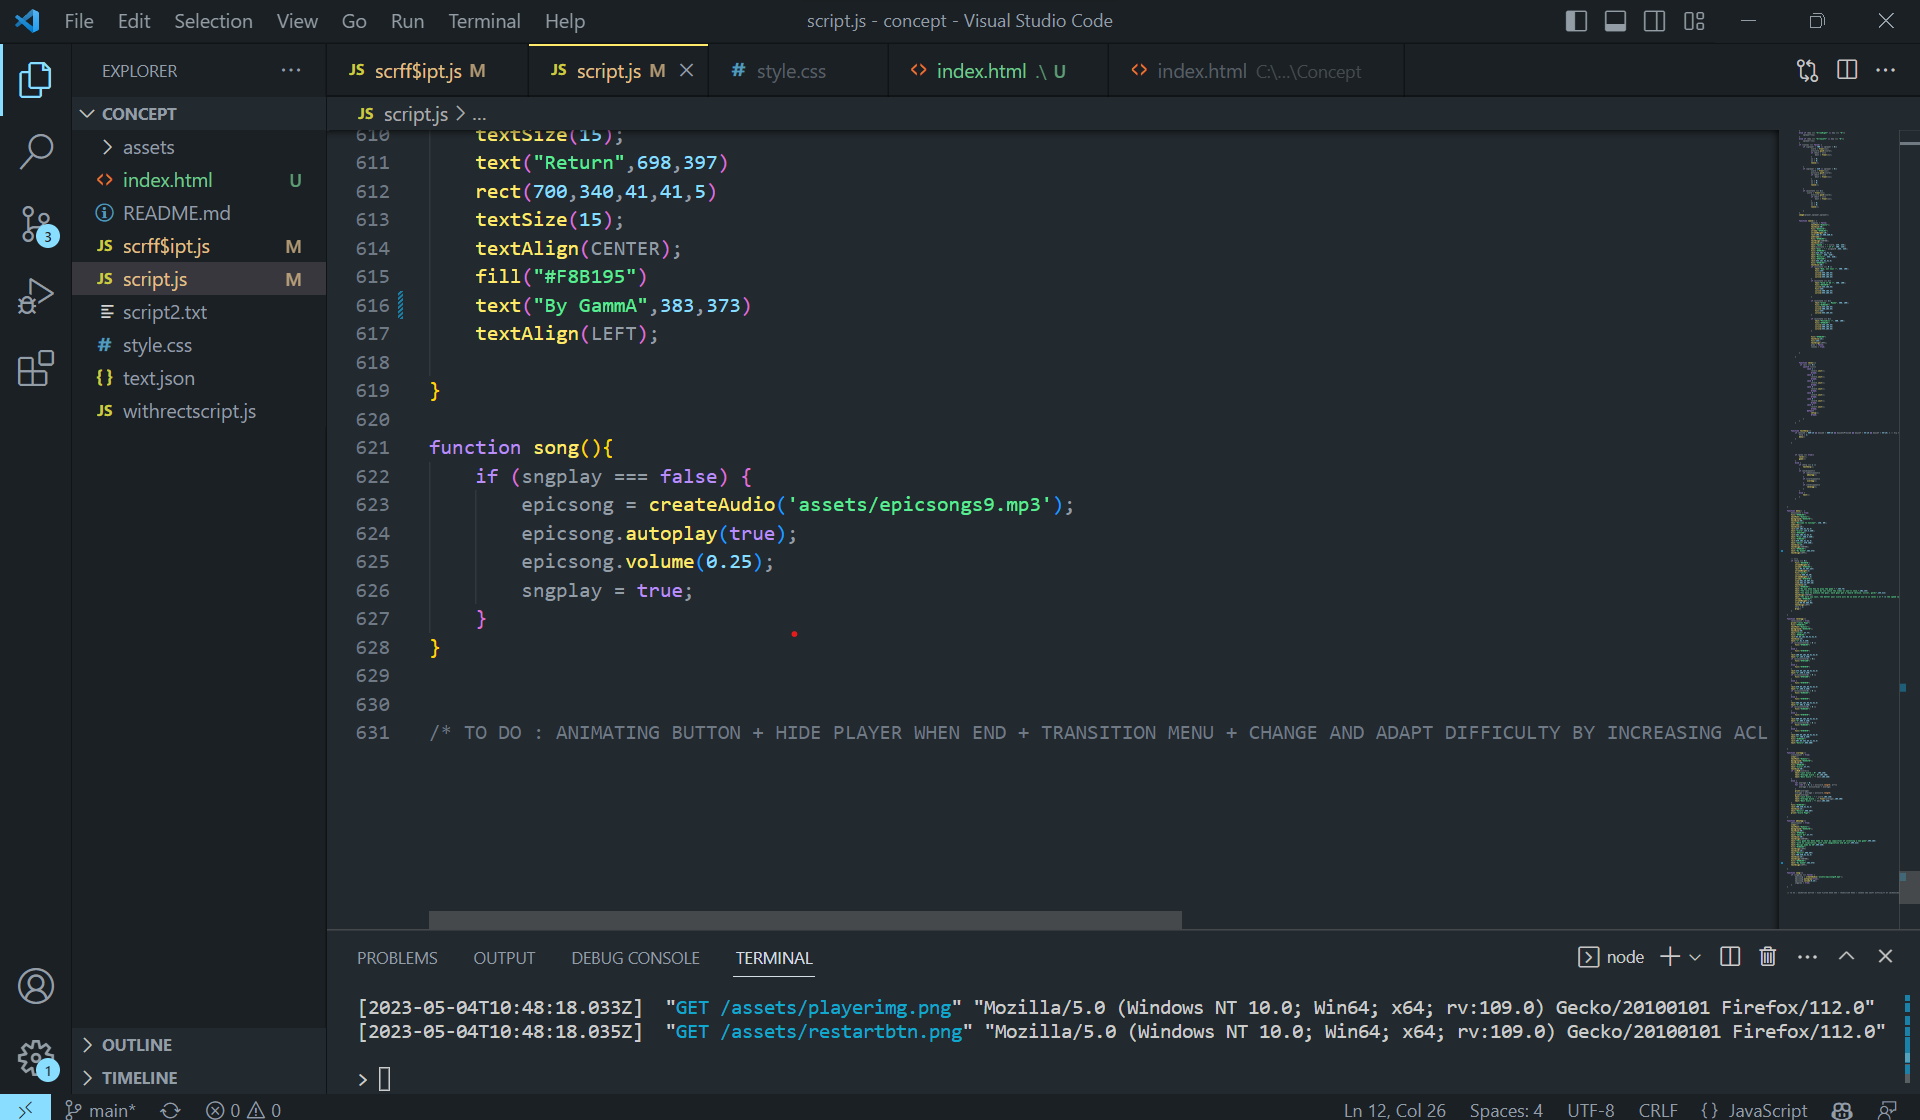 File Edit Selection View Go Run Terminal Help script.js - concept - Visual Studio Code
EXPLORER
JS scrff$ipt.js M JS script.js M # style.css <> index.html .\ U <> index.html C:\...\Concept
CONCEPT
JS script.js > ...
assets
<> index.html U
README.md
JS scrff$ipt.js M
JS script.js M
script2.txt
# style.css
{} text.json
JS withrectscript.js
3
610 textSize(15);
611 text("Return",698,397)
612 rect(700,340,41,41,5)
613 textSize(15);
614 textAlign(CENTER);
615 fill("#F8B195")
616 text("By GammA",383,373)
617 textAlign(LEFT);
618
619 }
620
621 function song(){
622 if (sngplay === false) {
623 epicsong = createAudio('assets/epicsongs9.mp3');
624 epicsong.autoplay(true);
625 epicsong.volume(0.25);
626 sngplay = true;
627 }
628 }
629
630
631 /* TO DO : ANIMATING BUTTON + HIDE PLAYER WHEN END + TRANSITION MENU + CHANGE AND ADAPT DIFFICULTY BY INCREASING ACL
PROBLEMS OUTPUT DEBUG CONSOLE TERMINAL node
[2023-05-04T10:48:18.033Z] "GET /assets/playerimg.png" "Mozilla/5.0 (Windows NT 10.0; Win64; x64; rv:109.0) Gecko/20100101 Firefox/112.0"
[2023-05-04T10:48:18.035Z] "GET /assets/restartbtn.png" "Mozilla/5.0 (Windows NT 10.0; Win64; x64; rv:109.0) Gecko/20100101 Firefox/112.0"
>
OUTLINE
TIMELINE
1
main* 0 0 Ln 12, Col 26 Spaces: 4 UTF-8 CRLF {} JavaScript